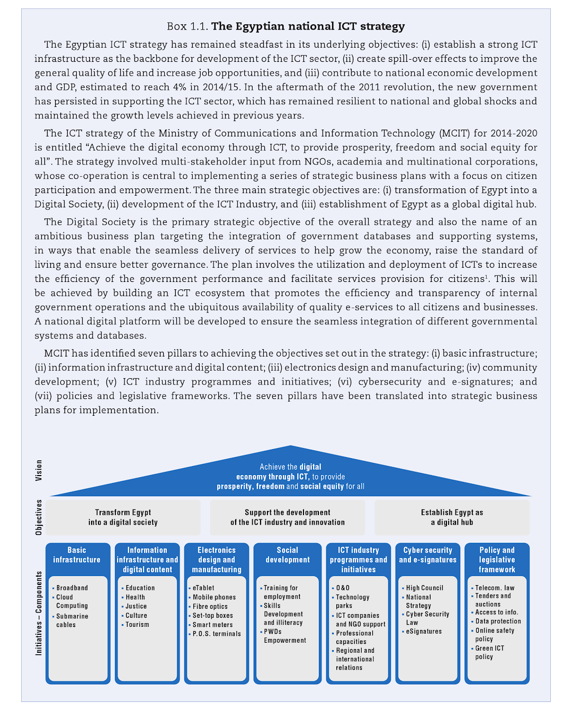 Box 1.1. The Egyptian national ICT strategy
The Egyptian ICT strategy has remained steadfast in its underlying objectives: (i) establish a strong ICT
infrastructure as the backbone for development of the ICT sector, (ii) create spill-over effects to improve the
general quality of life and increase job opportunities, and (iii) contribute to national economic development
and GDP, estimated to reach 4% in 2014/15. In the aftermath of the 2011 revolution, the new government
has persisted in supporting the ICT sector, which has remained resilient to national and global shocks and
maintained the growth levels achieved in previous years.
The ICT strategy of the Ministry of Communications and Information Technology (MCIT) for 2014-2020
is entitled “Achieve the digital economy through ICT, to provide prosperity, freedom and social equity for
all”. The strategy involved multi-stakeholder input from NGOs, academia and multinational corporations,
whose co-operation is central to implementing a series of strategic business plans with a focus on citizen
participation and empowerment. The three main strategic objectives are: (i) transformation of Egypt into a
Digital Society, (ii) development of the ICT Industry, and (iii) establishment of Egypt as a global digital hub.
The Digital Society is the primary strategic objective of the overall strategy and also the name of an
ambitious business plan targeting the integration of government databases and supporting systems,
in ways that enable the seamless delivery of services to help grow the economy, raise the standard of
living and ensure better governance. The plan involves the utilization and deployment of ICTs to increase
the efficiency of the government performance and facilitate services provision for citizens¹. This will
be achieved by building an ICT ecosystem that promotes the efficiency and transparency of internal
government operations and the ubiquitous availability of quality e-services to all citizens and businesses.
A national digital platform will be developed to ensure the seamless integration of different governmental
systems and databases.
MCIT has identified seven pillars to achieving the objectives set out in the strategy: (i) basic infrastructure;
(ii) information infrastructure and digital content; (iii) electronics design and manufacturing; (iv) community
development; (v) ICT industry programmes and initiatives; (vi) cybersecurity and e-signatures; and
(vii) policies and legislative frameworks. The seven pillars have been translated into strategic business
plans for implementation.
Vision
Achieve the digital
economy through ICT, to provide
prosperity, freedom and social equity for all
Objectives
Transform Egypt
into a digital society
Support the development
of the ICT industry and innovation
Establish Egypt as
a digital hub
Initiatives – Components
Basic
infrastructure
• Broadband
• Cloud
Computing
• Submarine
cables
Information
infrastructure and
digital content
• Education
• Health
• Justice
• Culture
• Tourism
Electronics
design and
manufacturing
• eTablet
• Mobile phones
• Fibre optics
• Set-top boxes
• Smart meters
• P.O.S. terminals
Social
development
• Training for
employment
• Skills
Development
and illiteracy
• PWDs
Empowerment
ICT industry
programmes and
initiatives
• O&O
• Technology
parks
• ICT companies
and NGO support
• Professional
capacities
• Regional and
international
relations
Cyber security
and e-signatures
• High Council
• National
Strategy
• Cyber Security
Law
• eSignatures
Policy and
legislative
framework
• Telecom. law
• Tenders and
auctions
• Access to info.
• Data protection
• Online safety
policy
• Green ICT
policy